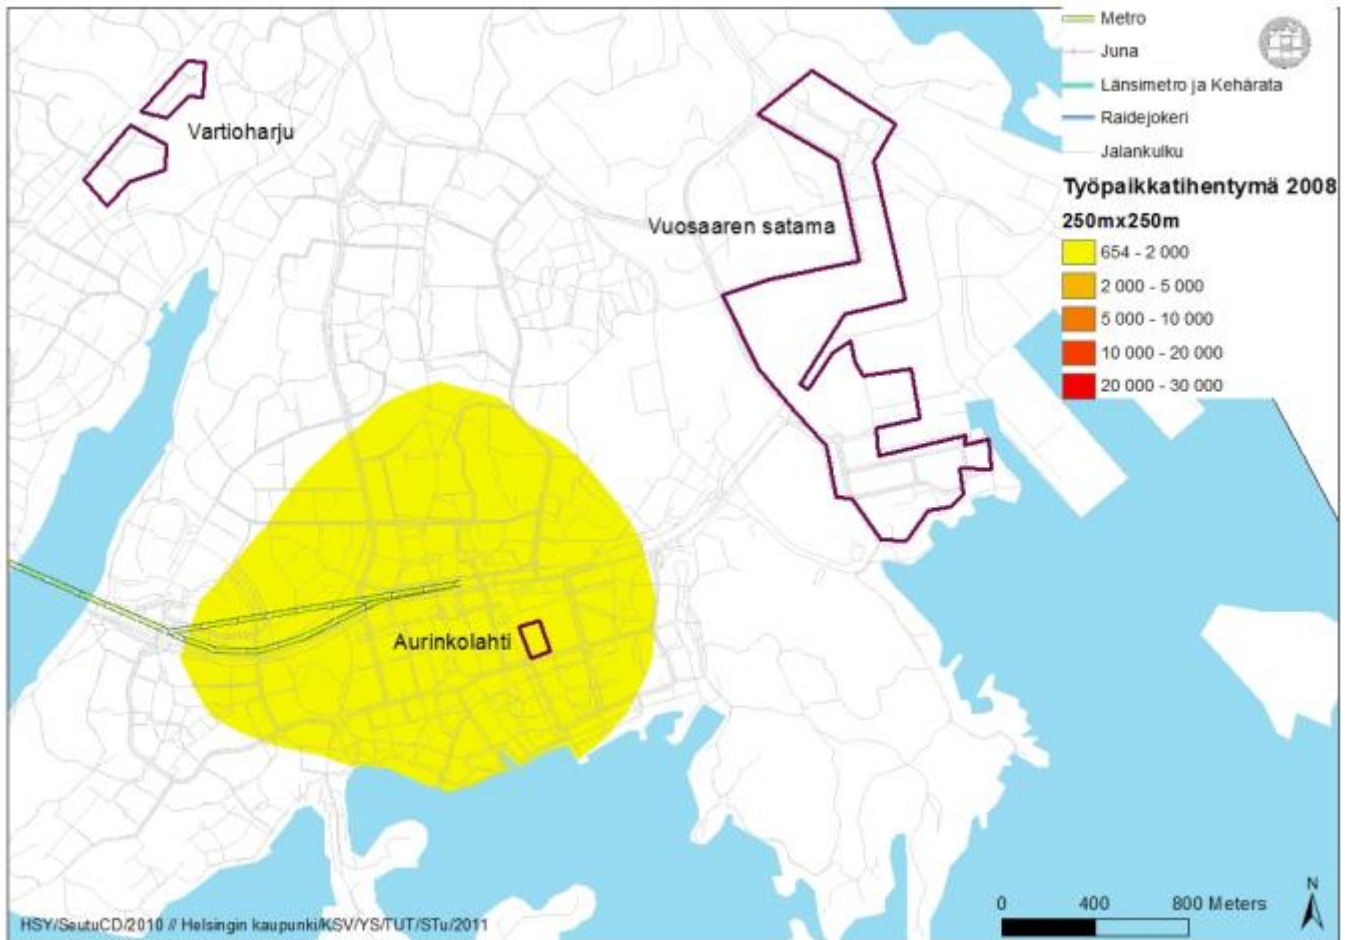 Metro
Juna
Länsimetro ja Kehärata
Raidejokeri
Jalankulku
Työpaikkatihentymä 2008
250mx250m
654 - 2 000
2 000 - 5 000
5 000 - 10 000
10 000 - 20 000
20 000 - 30 000
Vartioharju
Vuosaaren satama
Aurinkolahti
0 400 800 Meters
N
HSY/SeutuCD/2010 // Helsingin kaupunki/KSV/YS/TUT/STu/2011